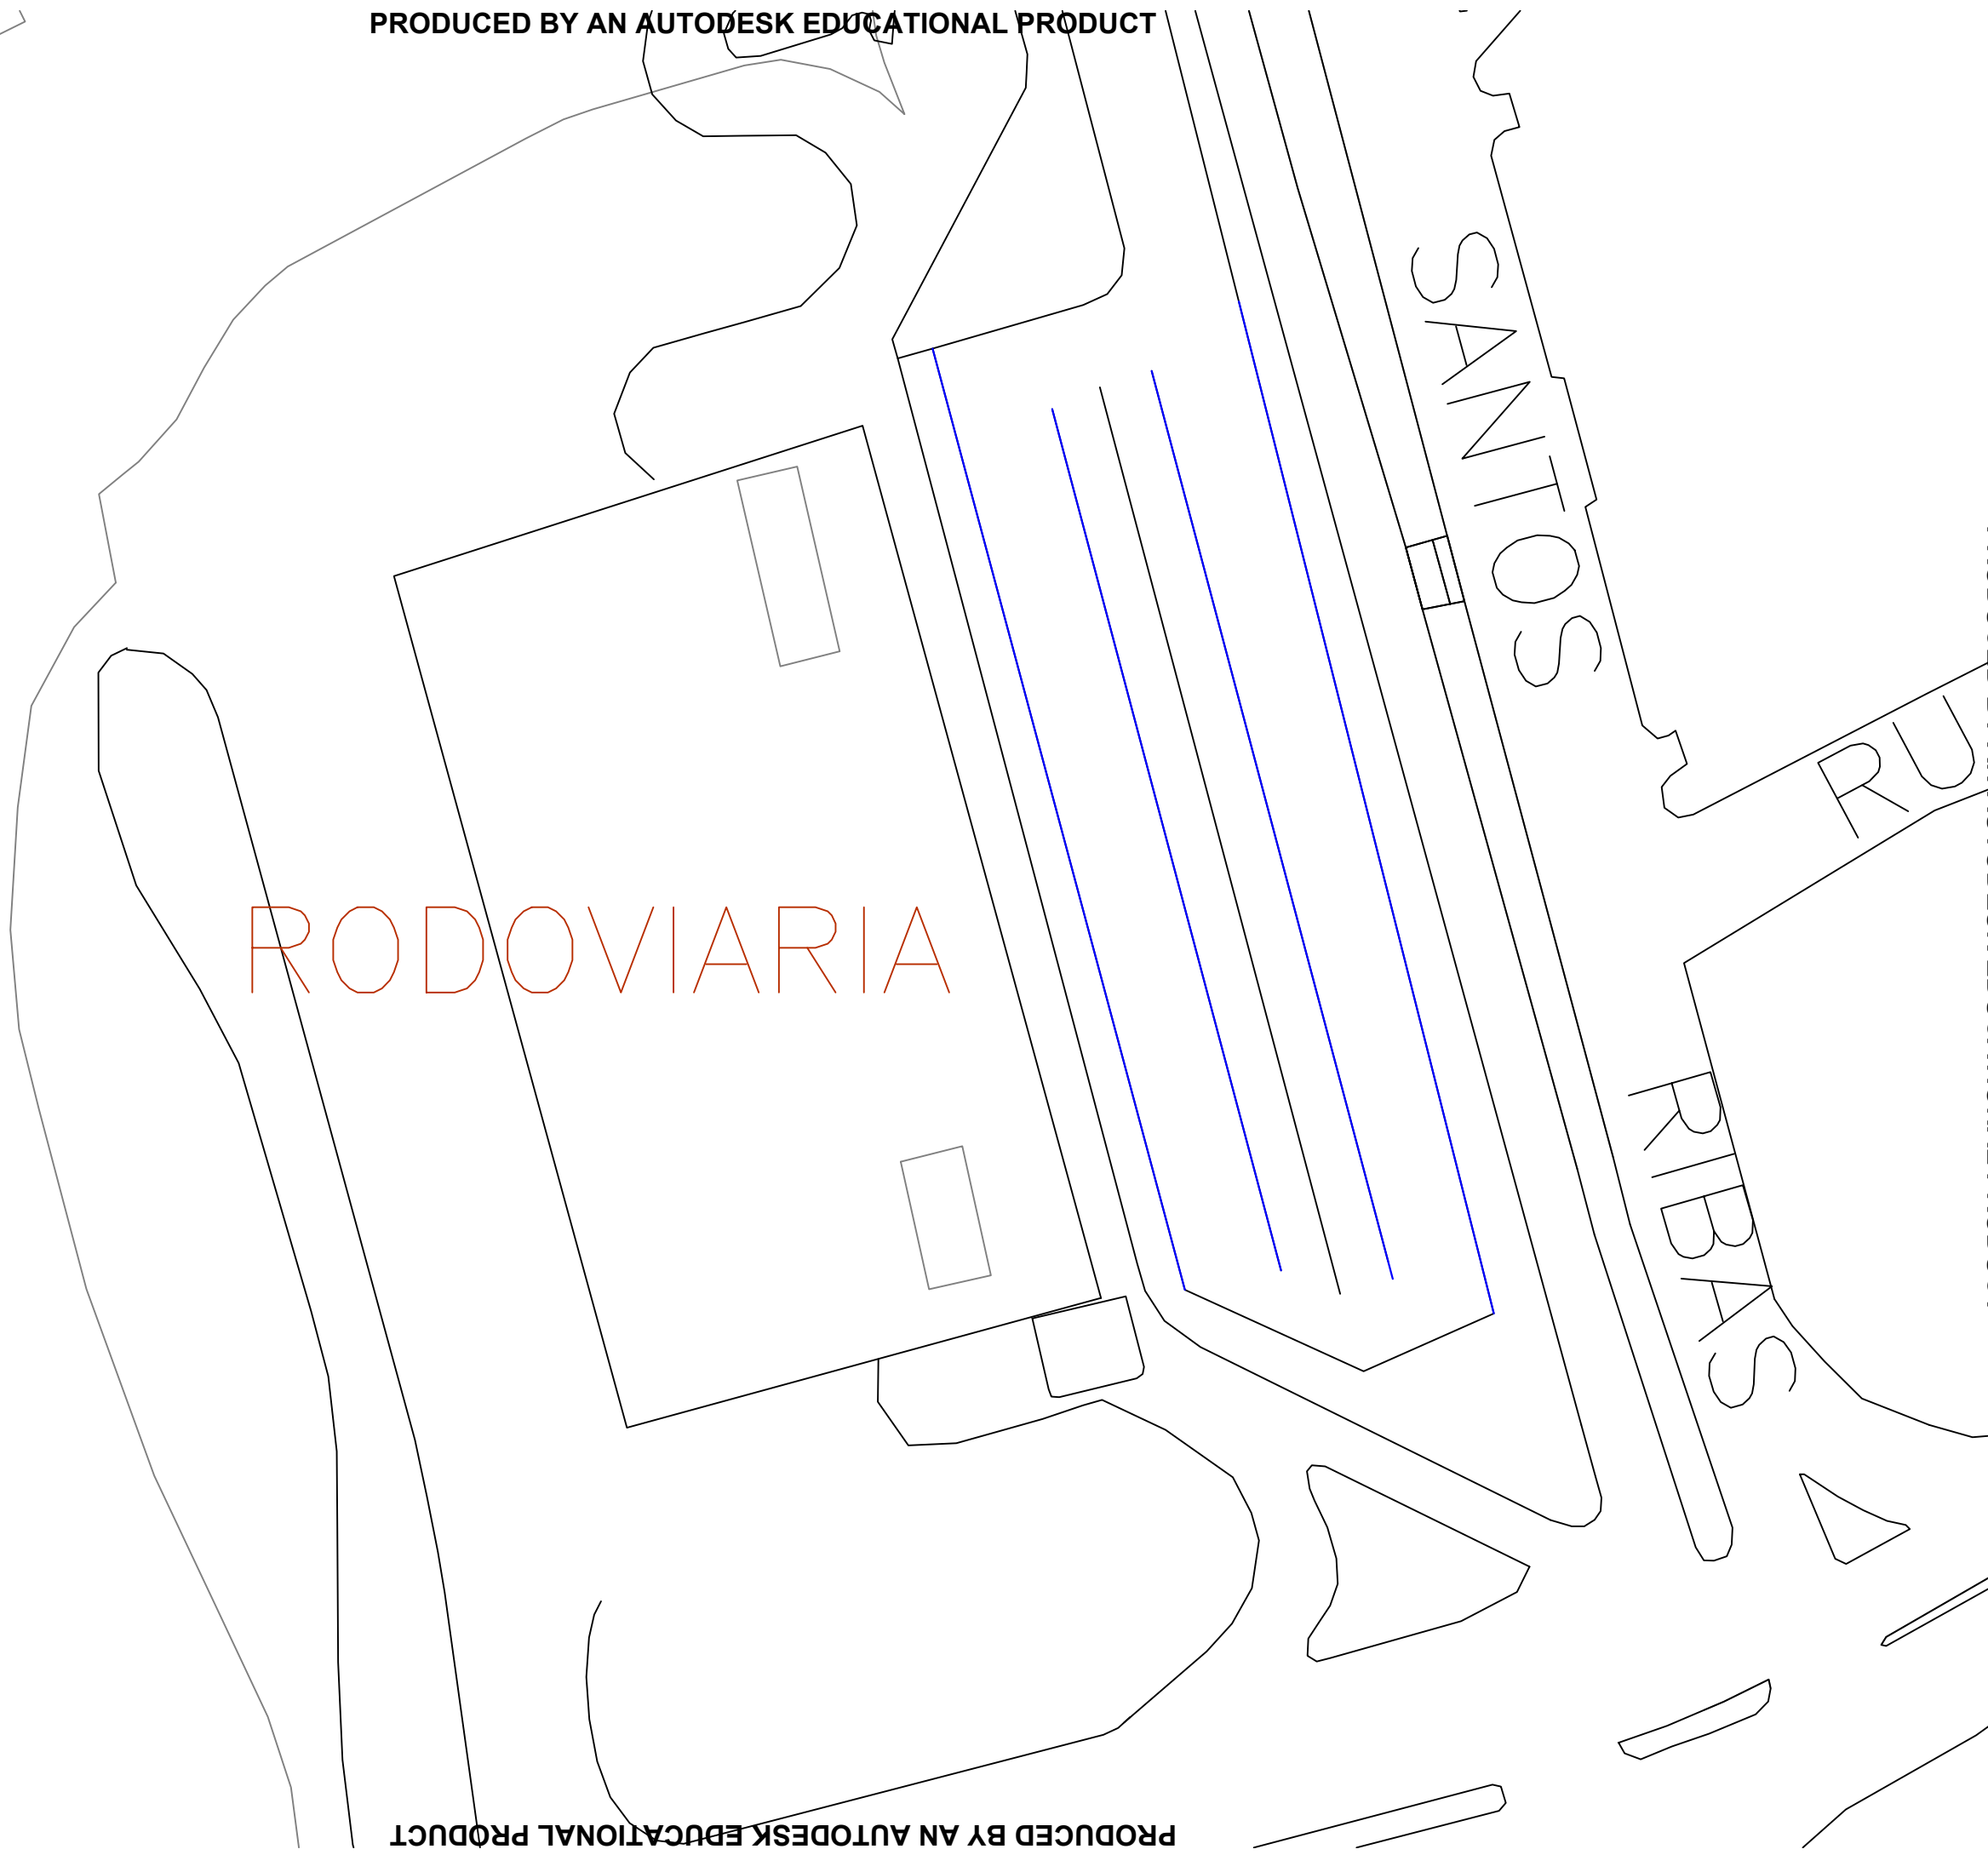 PRODUCED BY AN AUTODESK EDUCATIONAL PRODUCT
SANTOS
RU
RODOVIARIA
RIBAS
PRODUCED BY AN AUTODESK EDUCATIONAL PRODUCT